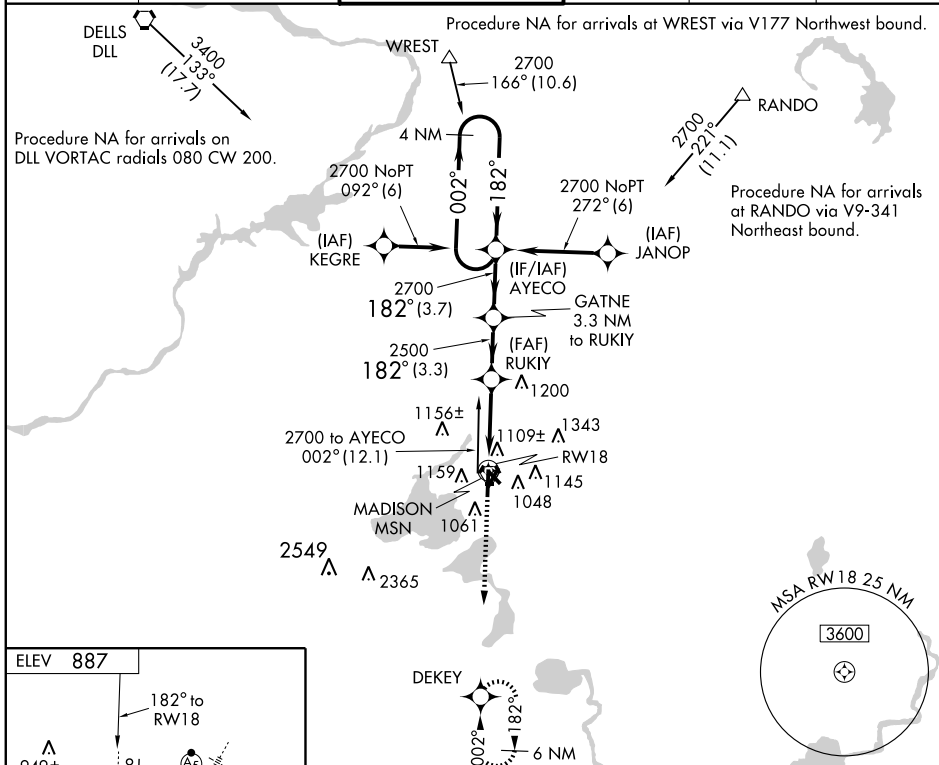 Procedure NA for arrivals at WREST via V177 Northwest bound.
DELLS
DLL
3400
133°
(17.7)
WREST
2700
166° (10.6)
RANDO
2700
221°
(11.1)
Procedure NA for arrivals on
DLL VORTAC radials 080 CW 200.
4 NM
002°
182°
2700 NoPT
092° (6)
2700 NoPT
272° (6)
Procedure NA for arrivals
at RANDO via V9-341
Northeast bound.
(IAF)
KEGRE
(IAF)
JANOP
(IF/IAF)
AYECO
2700
182° (3.7)
GATNE
3.3 NM
to RUKIY
2500
182° (3.3)
(FAF)
RUKIY
1200
1156±
1343
1109±
2700 to AYECO
002° (12.1)
RW18
1159
1145
1048
MADISON
MSN
1061
2549
2365
MSA RW18 25 NM
3600
ELEV 887
182° to
RW18
DEKEY
182°
002°
6 NM
A5